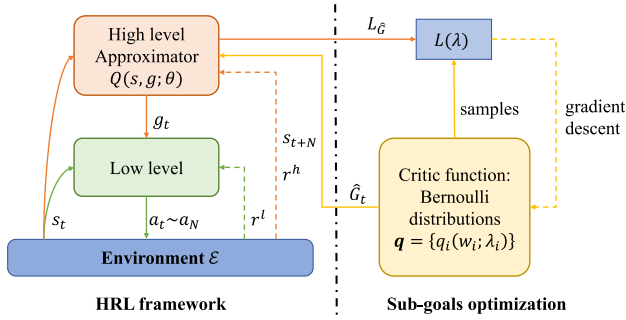 High level
Approximator
Q(s, g; θ)
L_Ĝ
L(λ)
g_t
s_{t+N}
r^h
samples
gradient
descent
Low level
Ĝ_t
Critic function:
Bernoulli
distributions
q = {q_i(w_i; λ_i)}
s_t
a_t~a_N
r^l
Environment ℰ
HRL framework
Sub-goals optimization